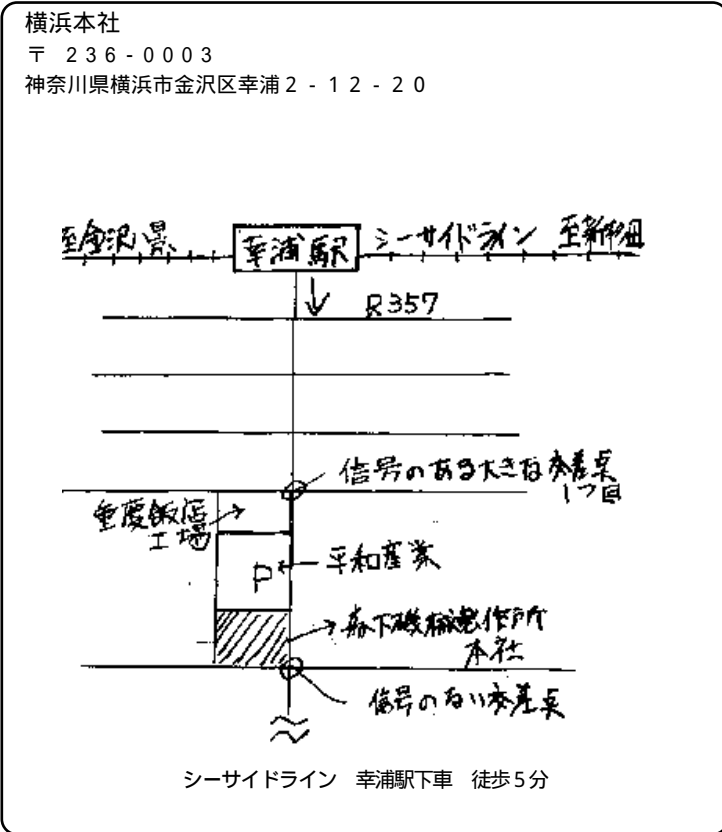 横浜本社
〒 236-0003
神奈川県横浜市金沢区幸浦2-12-20
至金沢八景
幸浦駅
シーサイドライン
至新杉田
R357
信号のある大きな交差点
1つ目
重慶飯店
工場
P
平和産業
森下機械製作所
本社
信号のない交差点
シーサイドライン 幸浦駅下車 徒歩5分